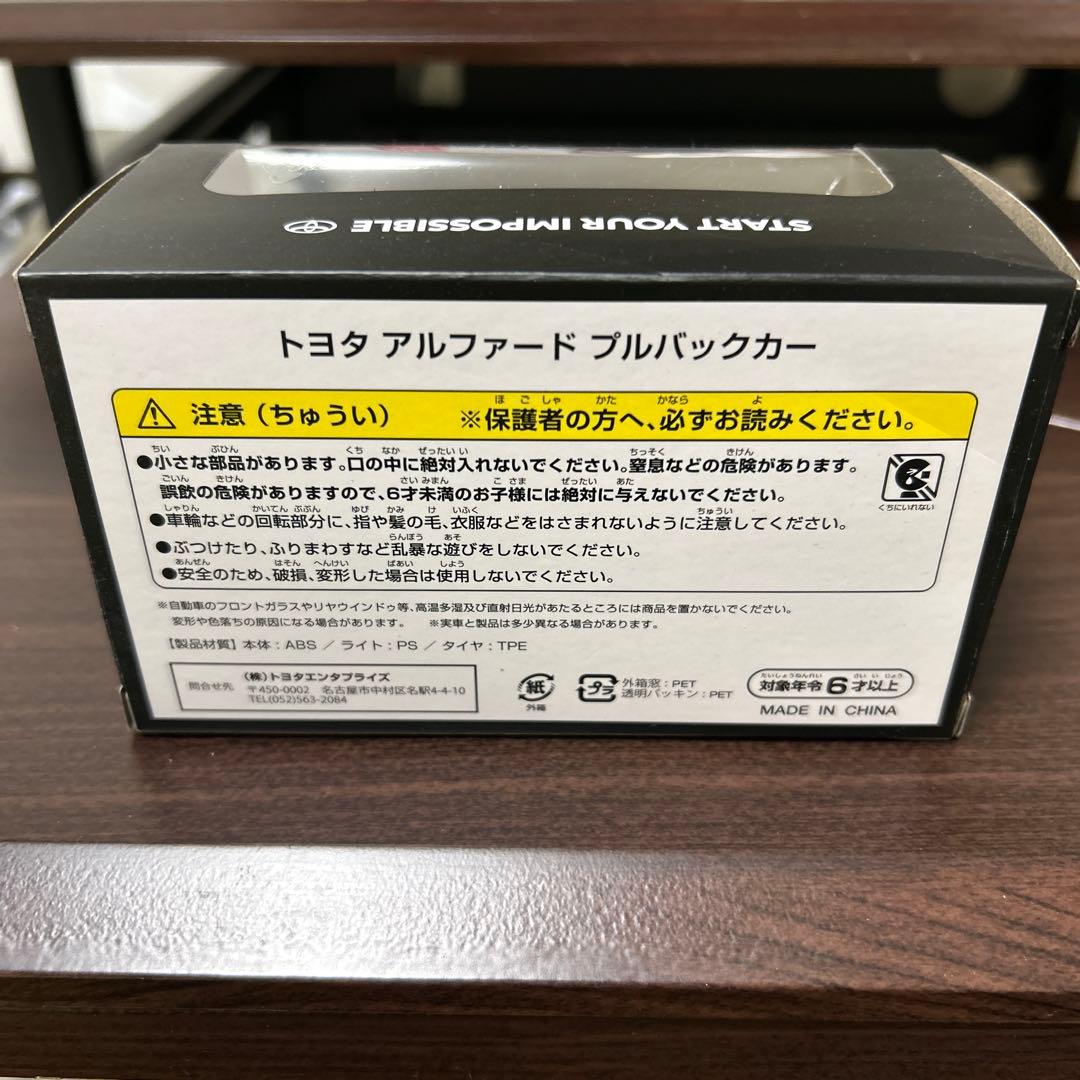 START YOUR IMPOSSIBLE
トヨタ アルファード プルバックカー
注意（ちゅうい） ※保護者の方へ、必ずお読みください。
●小さな部品があります。口の中に絶対入れないでください。窒息などの危険があります。
誤飲の危険がありますので、6才未満のお子様には絶対に与えないでください。
くちにいれない
●車輪などの回転部分に、指や髪の毛、衣服などをはさまれないように注意してください。
●ぶつけたり、ふりまわすなど乱暴な遊びをしないでください。
●安全のため、破損、変形した場合は使用しないでください。
※自動車のフロントガラスやリヤウインドゥ等、高温多湿及び直射日光があたるところには商品を置かないでください。
変形や色落ちの原因になる場合があります。 ※実車と製品は多少異なる場合があります。
【製品材質】本体：ABS ／ ライト：PS ／ タイヤ：TPE
問合せ先
（株）トヨタエンタプライズ
〒450-0002 名古屋市中村区名駅4-4-10
TEL(052)563-2084
紙
外箱
プラ
外箱窓：PET
透明パッキン：PET
対象年令 6才以上
MADE IN CHINA